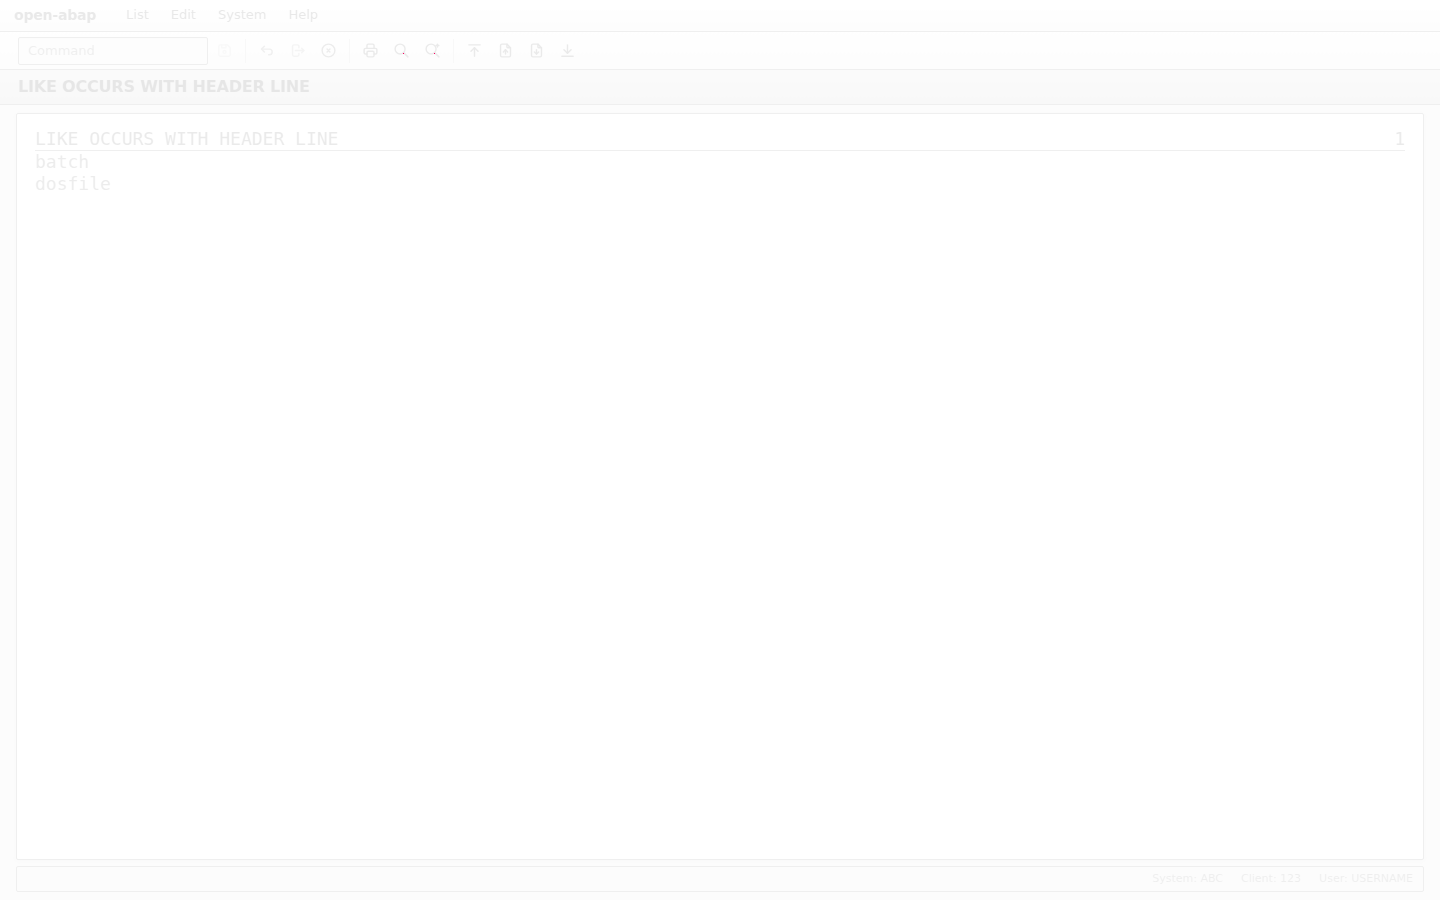 open-abap List Edit System Help
Command
LIKE OCCURS WITH HEADER LINE
LIKE OCCURS WITH HEADER LINE 1
batch
dosfile
System: ABC Client: 123 User: USERNAME